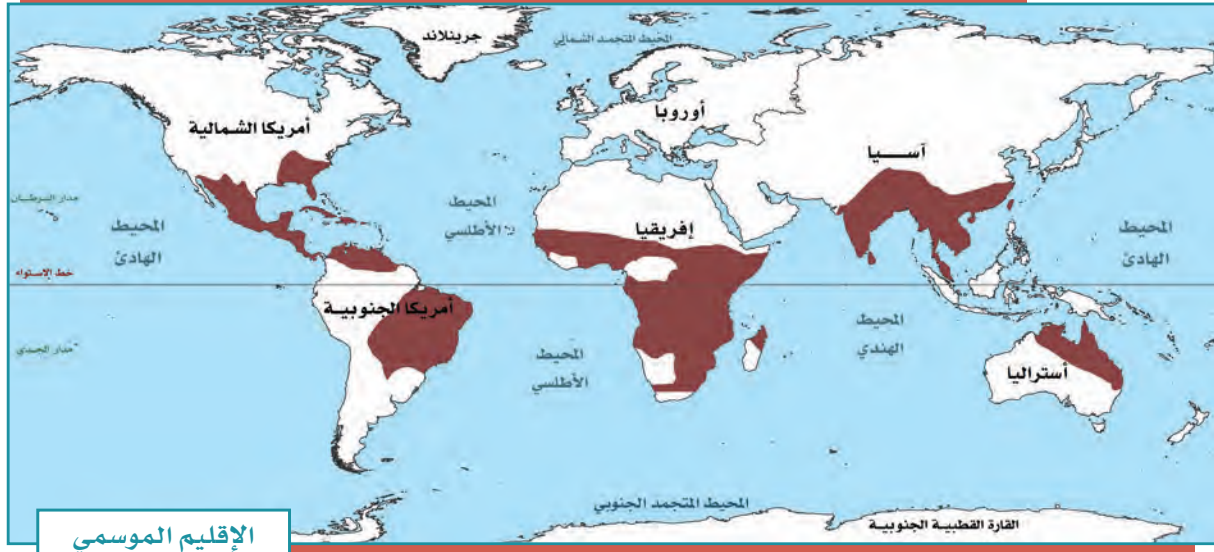 المحيط المتجمد الشمالي
جرينلاند
أوروبا
أمريكا الشمالية
آسيا
مدار السرطان
المحيط
الهادئ
المحيط
الأطلسي
إفريقيا
المحيط
الهادئ
خط الاستواء
أمريكا الجنوبية
المحيط
الهندي
مدار الجدي
المحيط
الأطلسي
أستراليا
المحيط المتجمد الجنوبي
القارة القطبية الجنوبية
الإقليم الموسمي